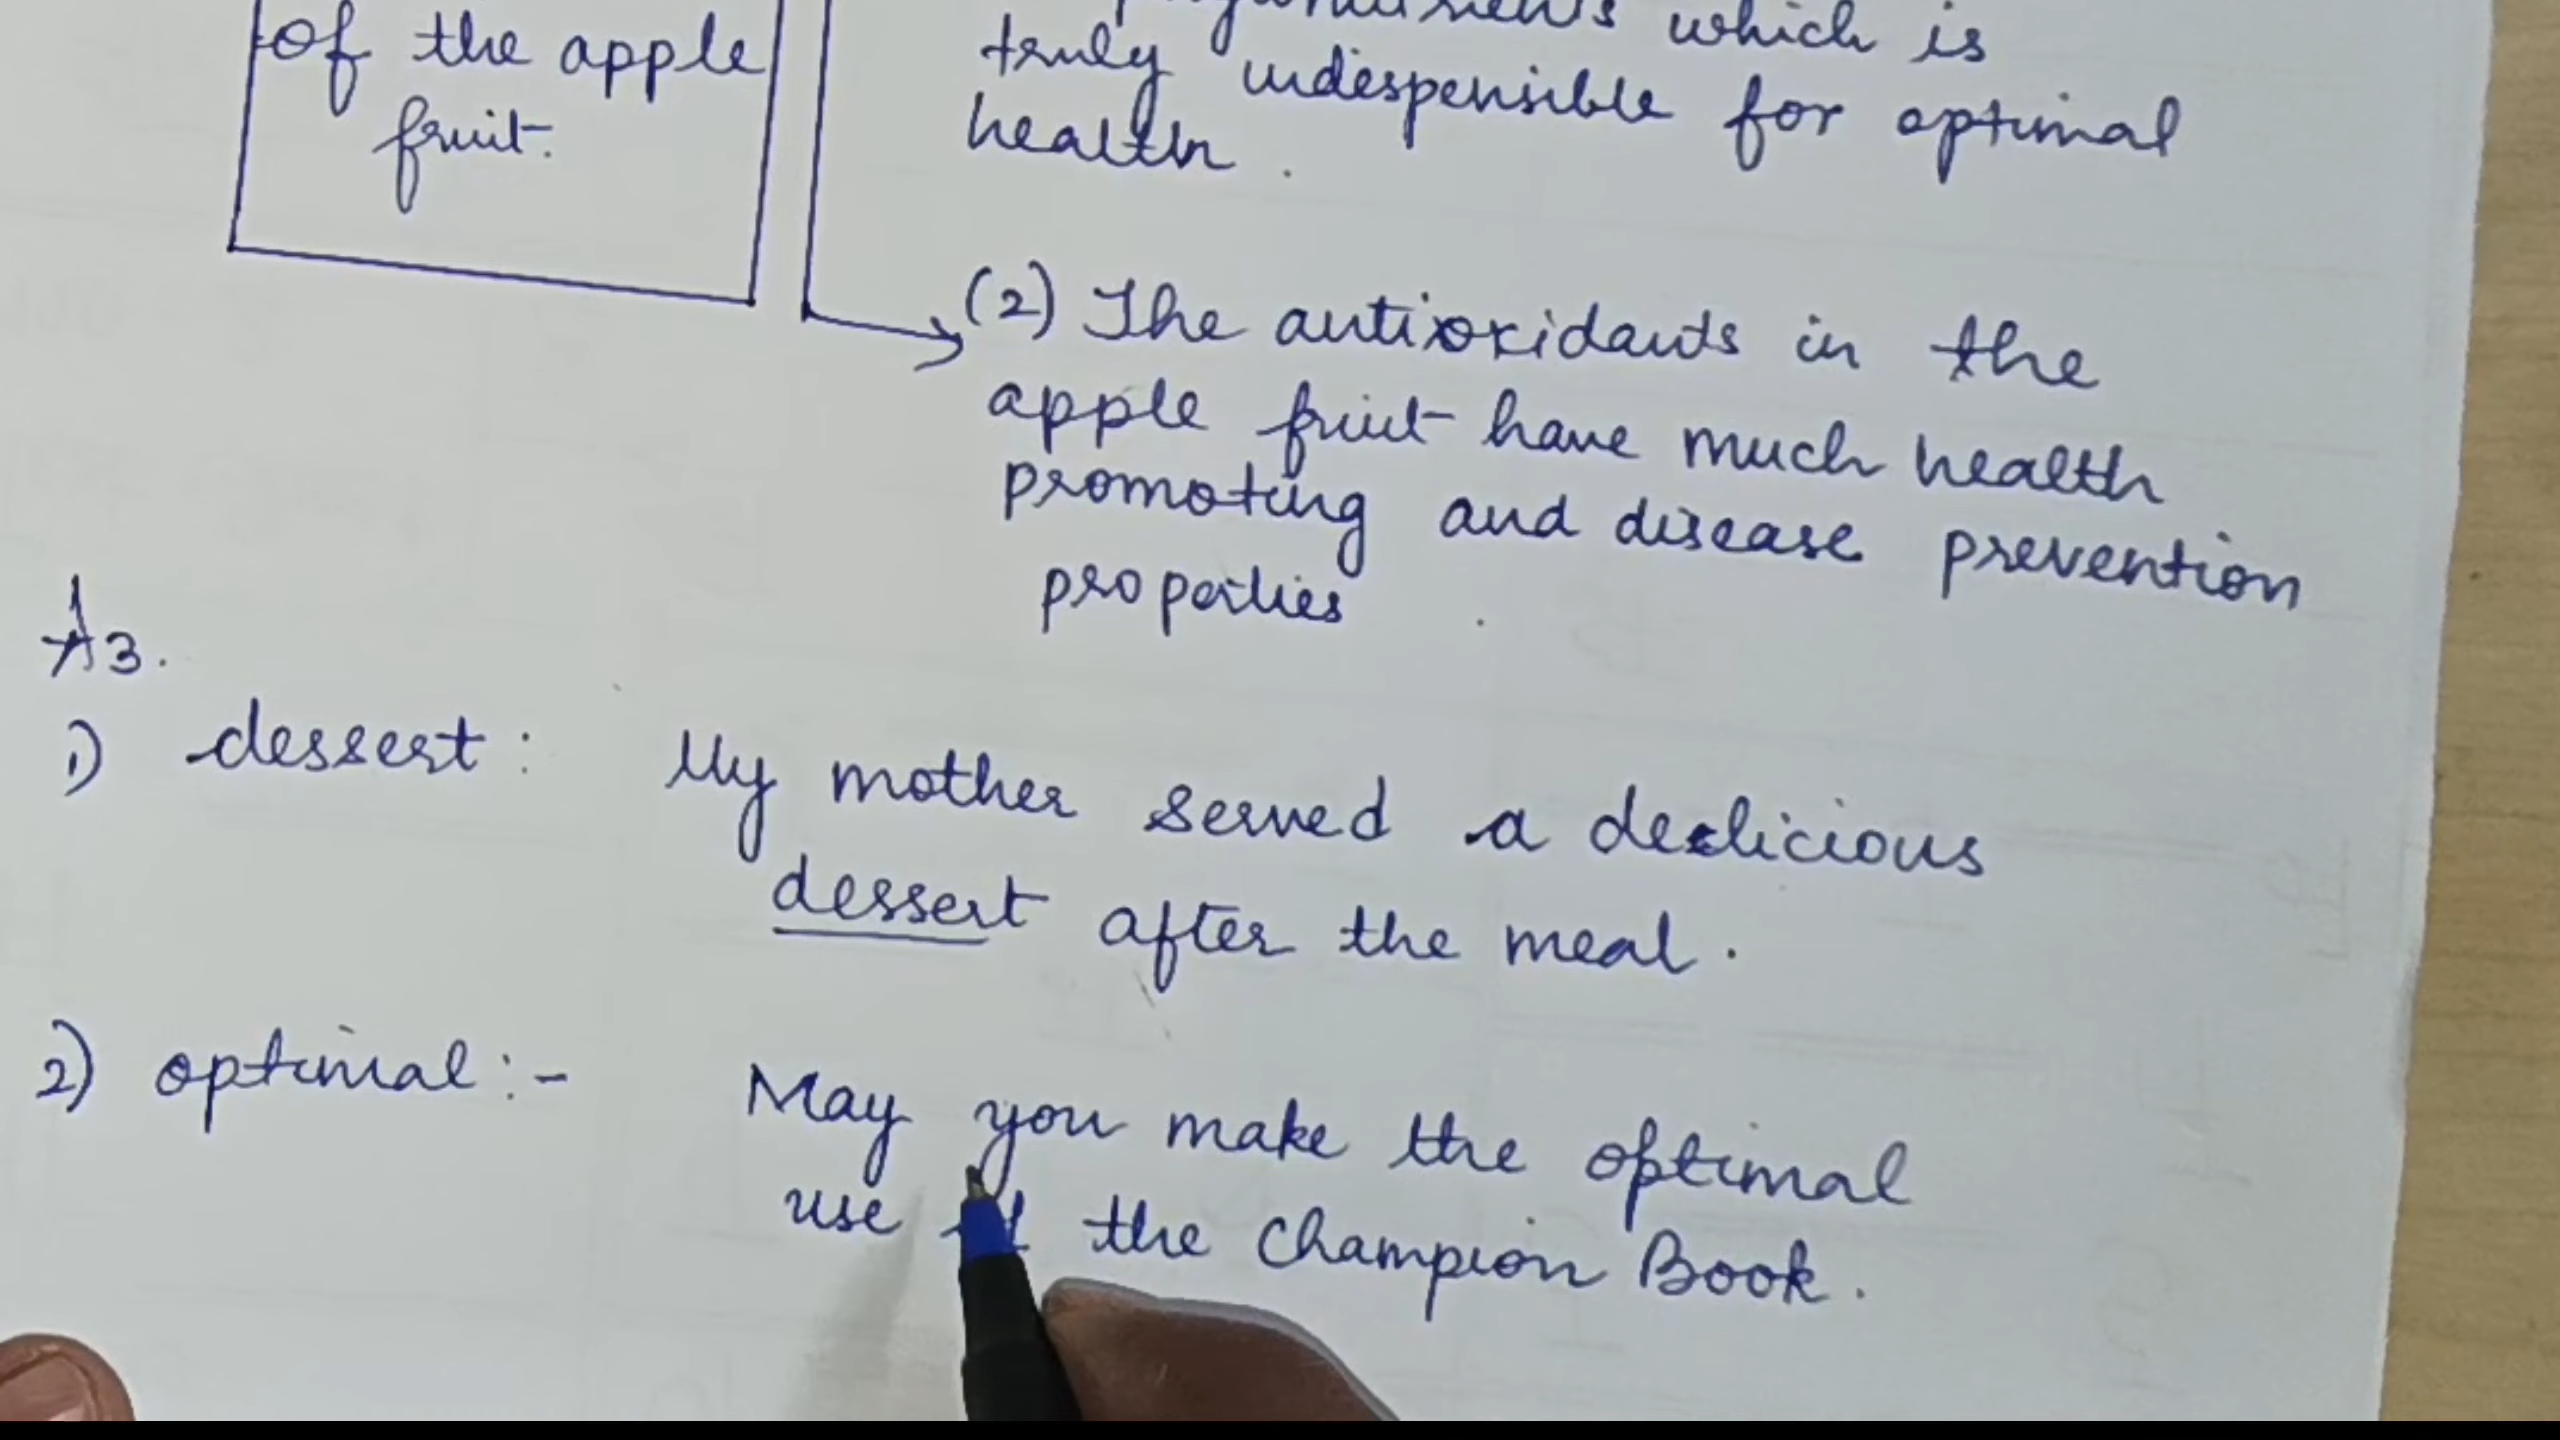 of the apple
fruit.
which is
truly indespensible for optimal
health.
(2) The antioxidants in the
apple fruit have much health
promoting and disease prevention
properties.
A3.
1) dessert: My mother served a delicious
dessert after the meal.
2) optimal:- May you make the optimal
use the Champion Book.